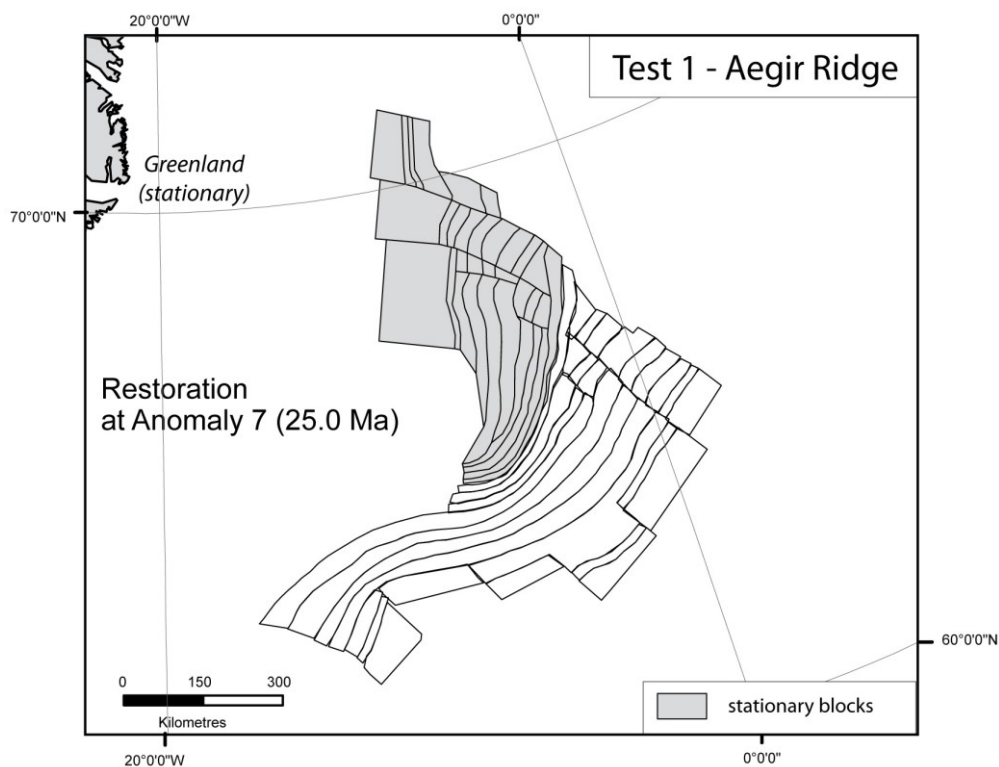 20°0'0"W
0°0'0"
Test 1 - Aegir Ridge
Greenland
(stationary)
70°0'0"N
Restoration
at Anomaly 7 (25.0 Ma)
60°0'0"N
0
150
300
Kilometres
stationary blocks
20°0'0"W
0°0'0"